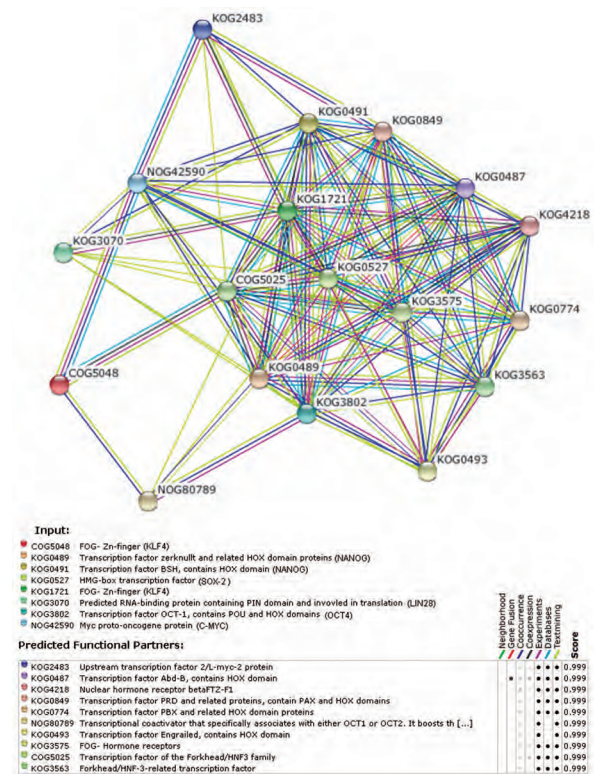 KOG2483
KOG0491
KOG0849
NOG42590
KOG0487
KOG1721
KOG4218
KOG3070
COG5025
KOG0527
KOG3575
KOG0774
COG5048
KOG0489
KOG3563
KOG3802
KOG0493
NOG80789
Input:
COG5048 FOG- Zn-finger (KLF4)
KOG0489 Transcription factor zerknullt and related HOX domain proteins (NANOG)
KOG0491 Transcription factor BSH, contains HOX domain (NANOG)
KOG0527 HMG-box transcription factor (SOX-2)
KOG1721 FOG- Zn-finger (KLF4)
KOG3070 Predicted RNA-binding protein containing PIN domain and invovled in translation (LIN28)
KOG3802 Transcription factor OCT-1, contains POU and HOX domains (OCT4)
NOG42590 Myc proto-oncogene protein (C-MYC)
Neighborhood
Gene Fusion
Cooccurrence
Coexpression
Experiments
Databases
Textmining
Score
Predicted Functional Partners:
KOG2483 Upstream transcription factor 2/L-myc-2 protein 0.999
KOG0487 Transcription factor Abd-B, contains HOX domain 0.999
KOG4218 Nuclear hormone receptor betaFTZ-F1 0.999
KOG0849 Transcription factor PRD and related proteins, contain PAX and HOX domains 0.999
KOG0774 Transcription factor PBX and related HOX domain proteins 0.999
NOG80789 Transcriptional coactivator that specifically associates with either OCT1 or OCT2. It boosts th [...] 0.999
KOG0493 Transcription factor Engrailed, contains HOX domain 0.999
KOG3575 FOG- Hormone receptors 0.999
COG5025 Transcription factor of the Forkhead/HNF3 family 0.999
KOG3563 Forkhead/HNF-3-related transcription factor 0.999